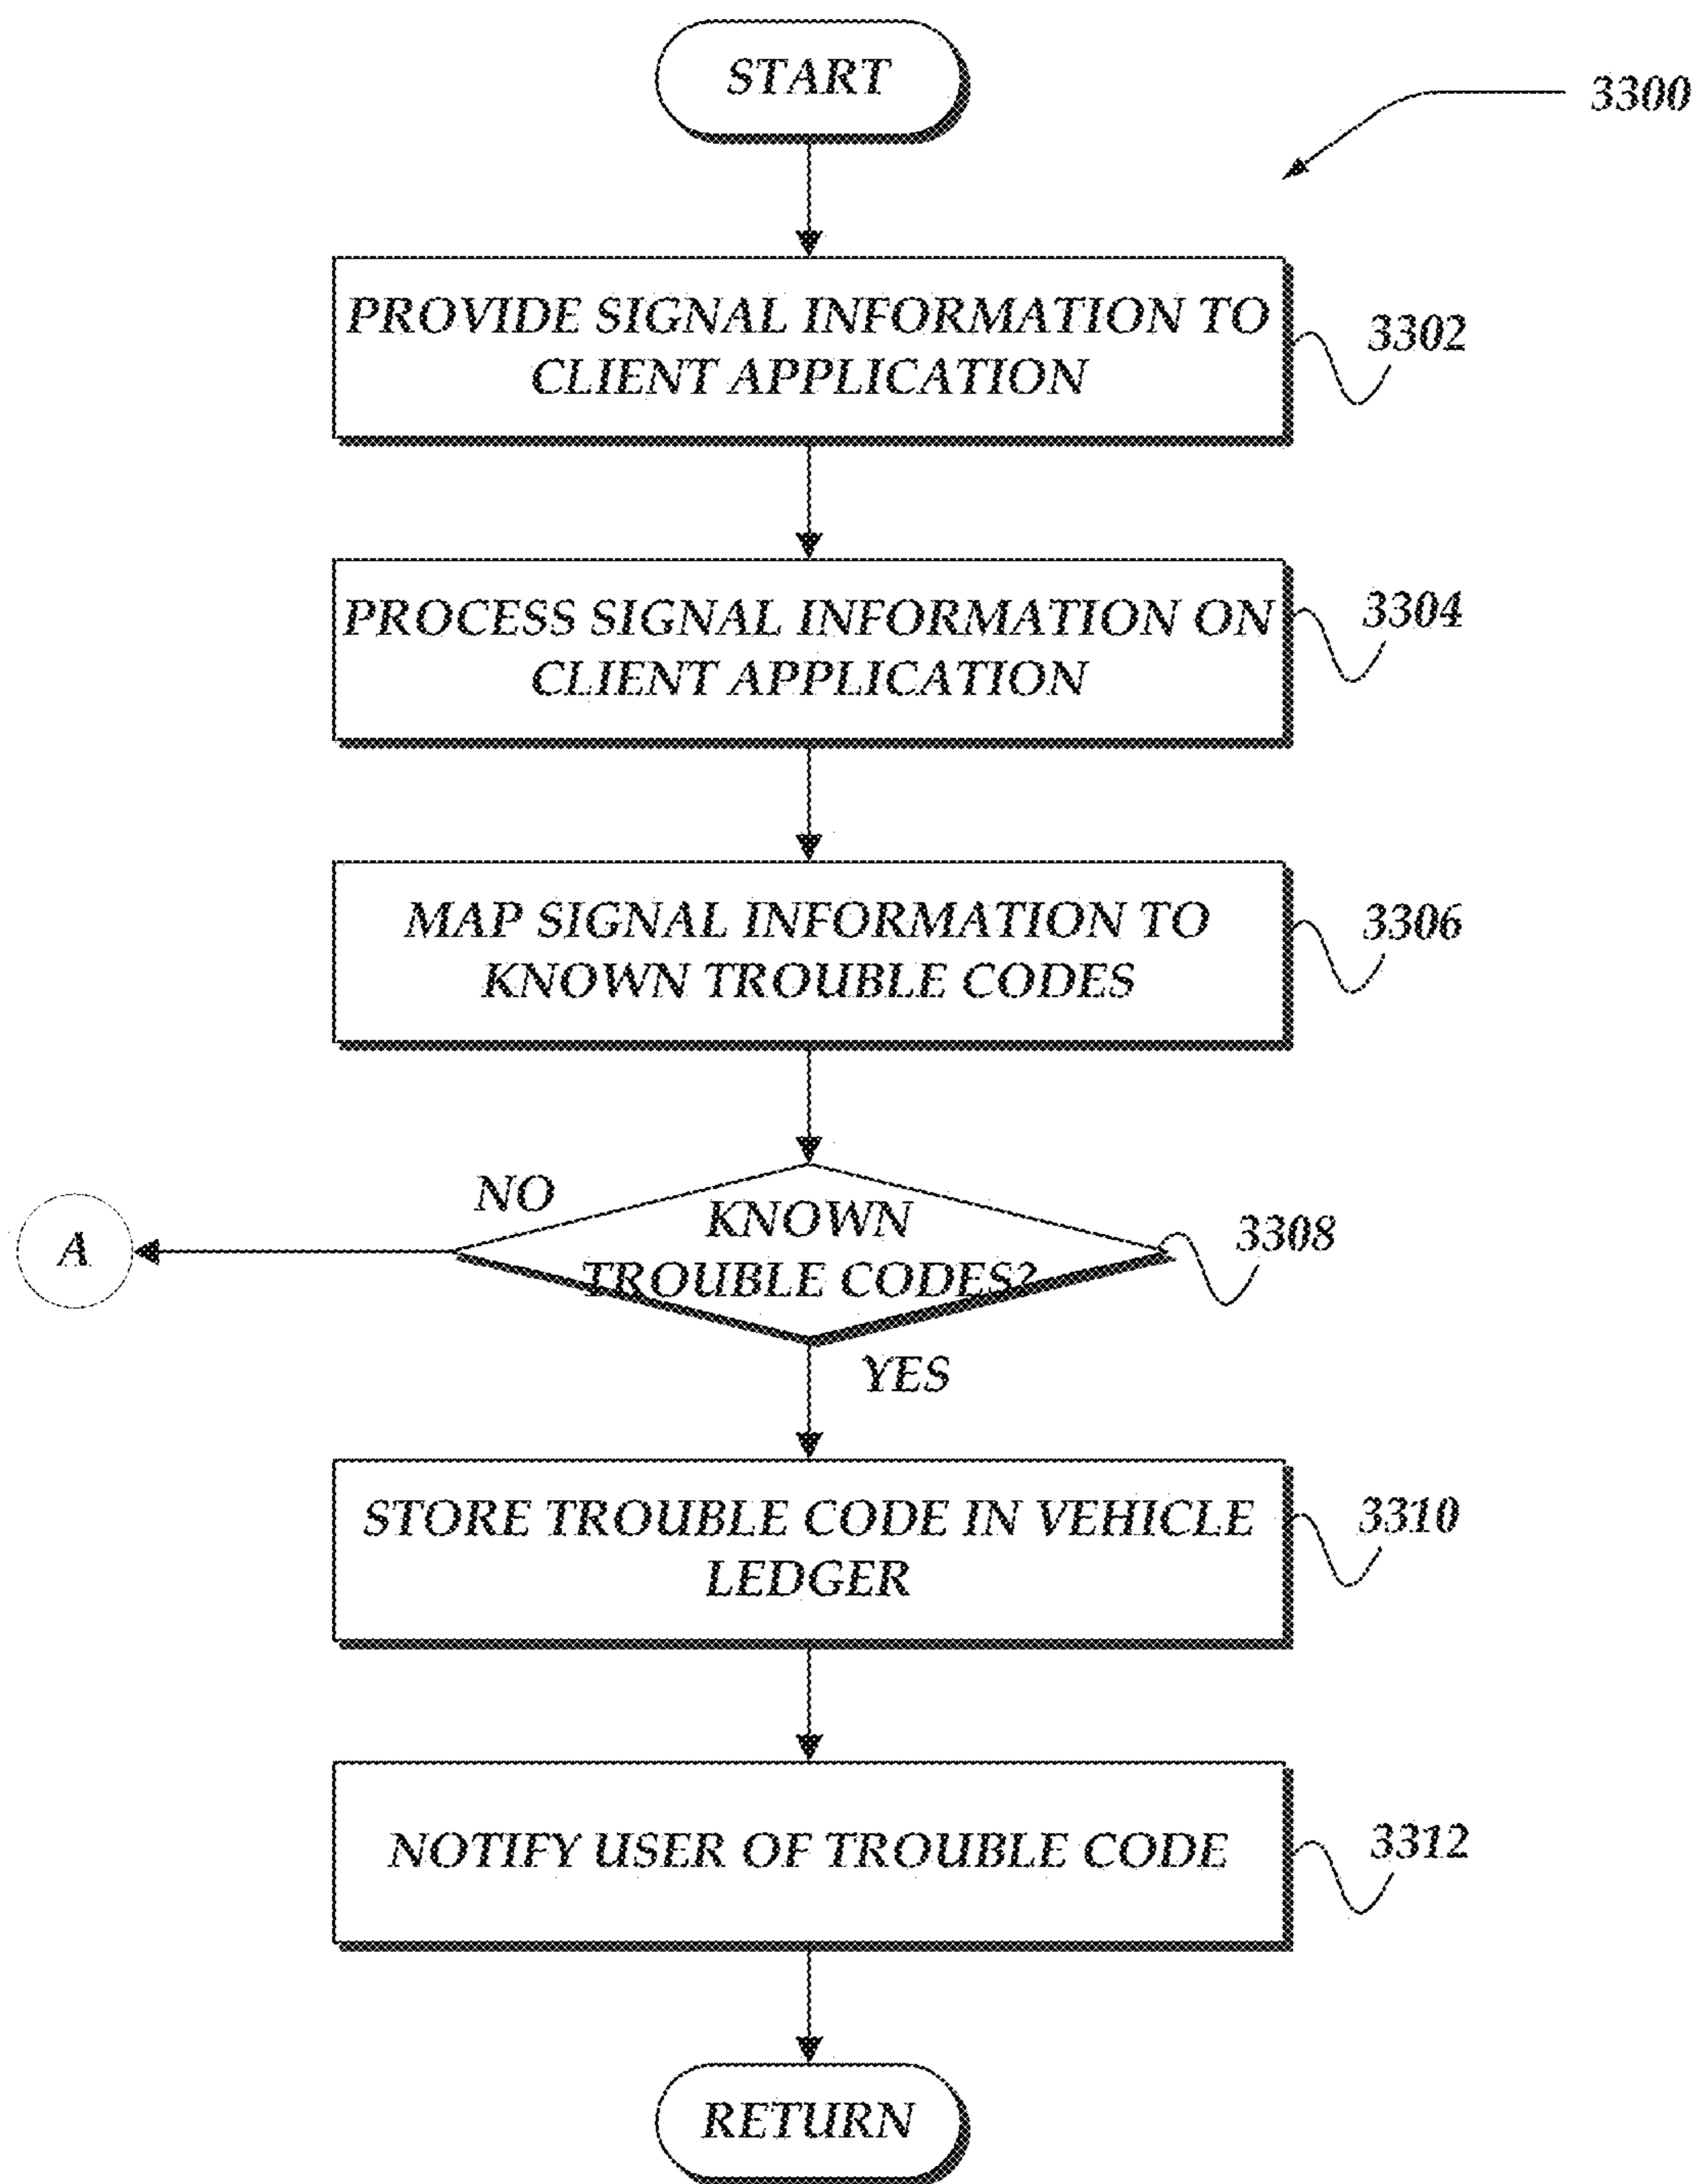 START
3300
PROVIDE SIGNAL INFORMATION TO
CLIENT APPLICATION
3302
PROCESS SIGNAL INFORMATION ON
CLIENT APPLICATION
3304
MAP SIGNAL INFORMATION TO
KNOWN TROUBLE CODES
3306
NO
A
KNOWN
TROUBLE CODES?
3308
YES
STORE TROUBLE CODE IN VEHICLE
LEDGER
3310
NOTIFY USER OF TROUBLE CODE
3312
RETURN